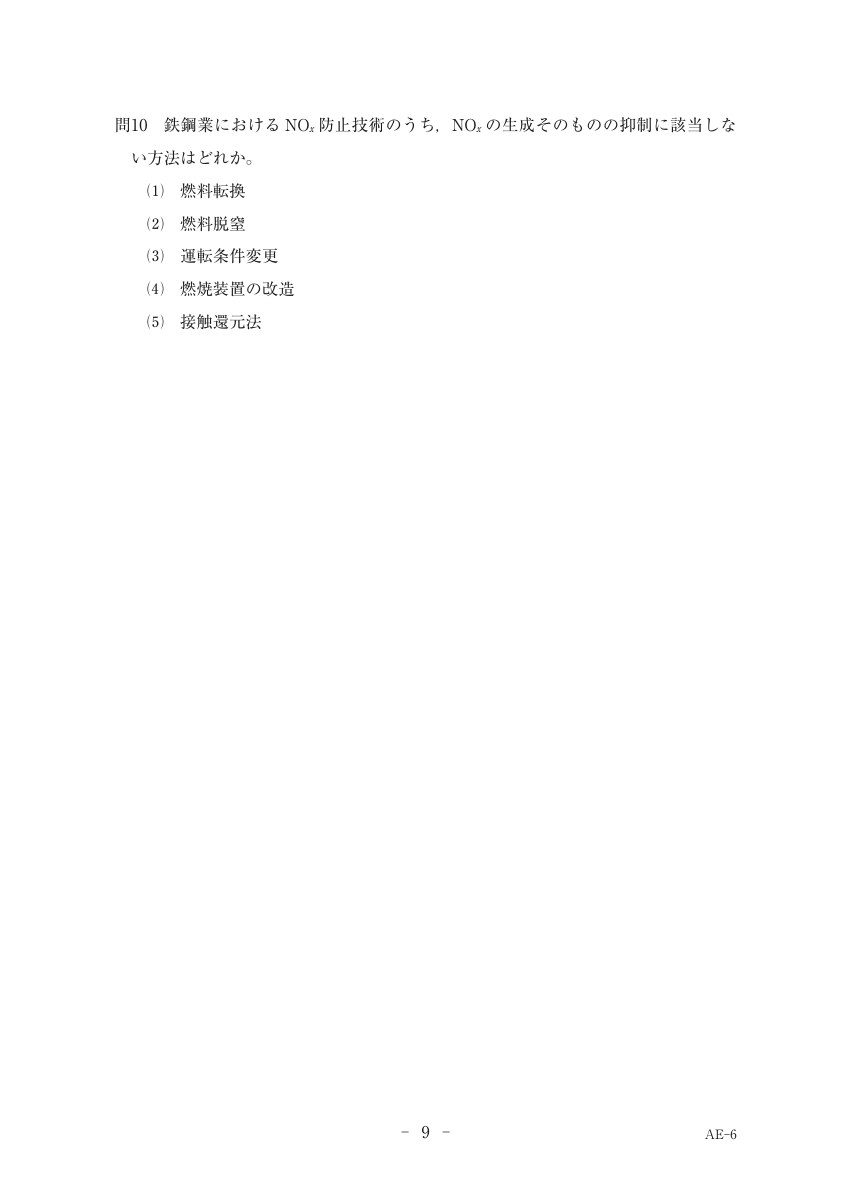 問10　鉄鋼業におけるNOx防止技術のうち，NOxの生成そのものの抑制に該当しな
い方法はどれか。
⑴　燃料転換
⑵　燃料脱窒
⑶　運転条件変更
⑷　燃焼装置の改造
⑸　接触還元法
－ 9 －
AE−6